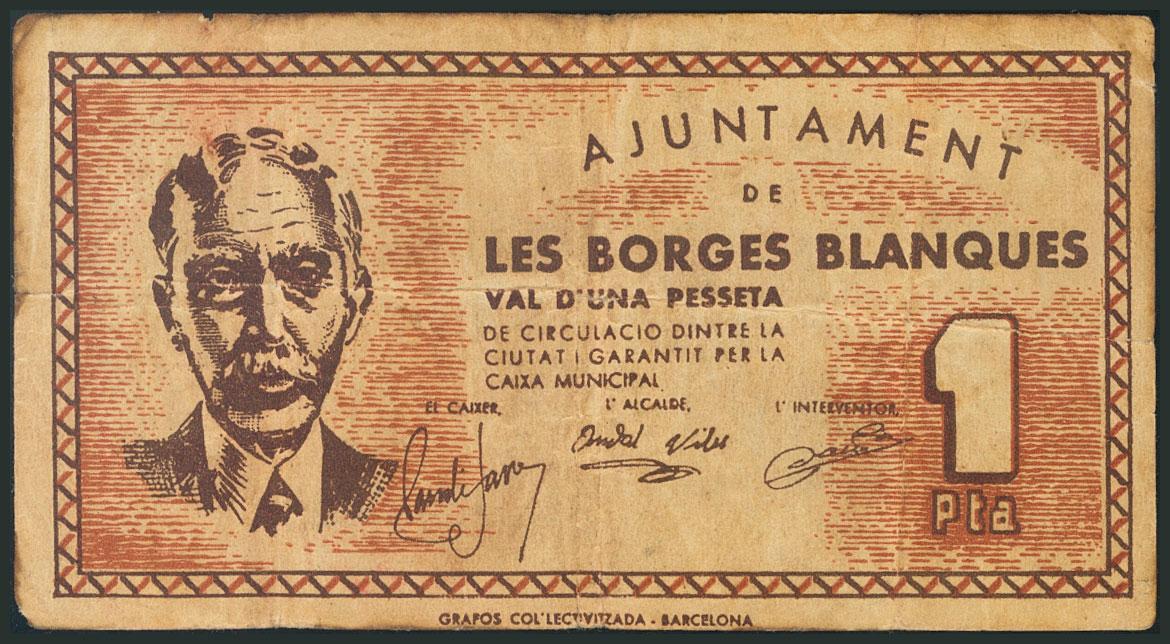 AJUNTAMENT
DE
LES BORGES BLANQUES
VAL D'UNA PESSETA
DE CIRCULACIO DINTRE LA
CIUTAT I GARANTIT PER LA
CAIXA MUNICIPAL
EL CAIXER, L'ALCALDE, L'INTERVENTOR,
1
Pta
GRAFOS COL'LECTIVITZADA - BARCELONA